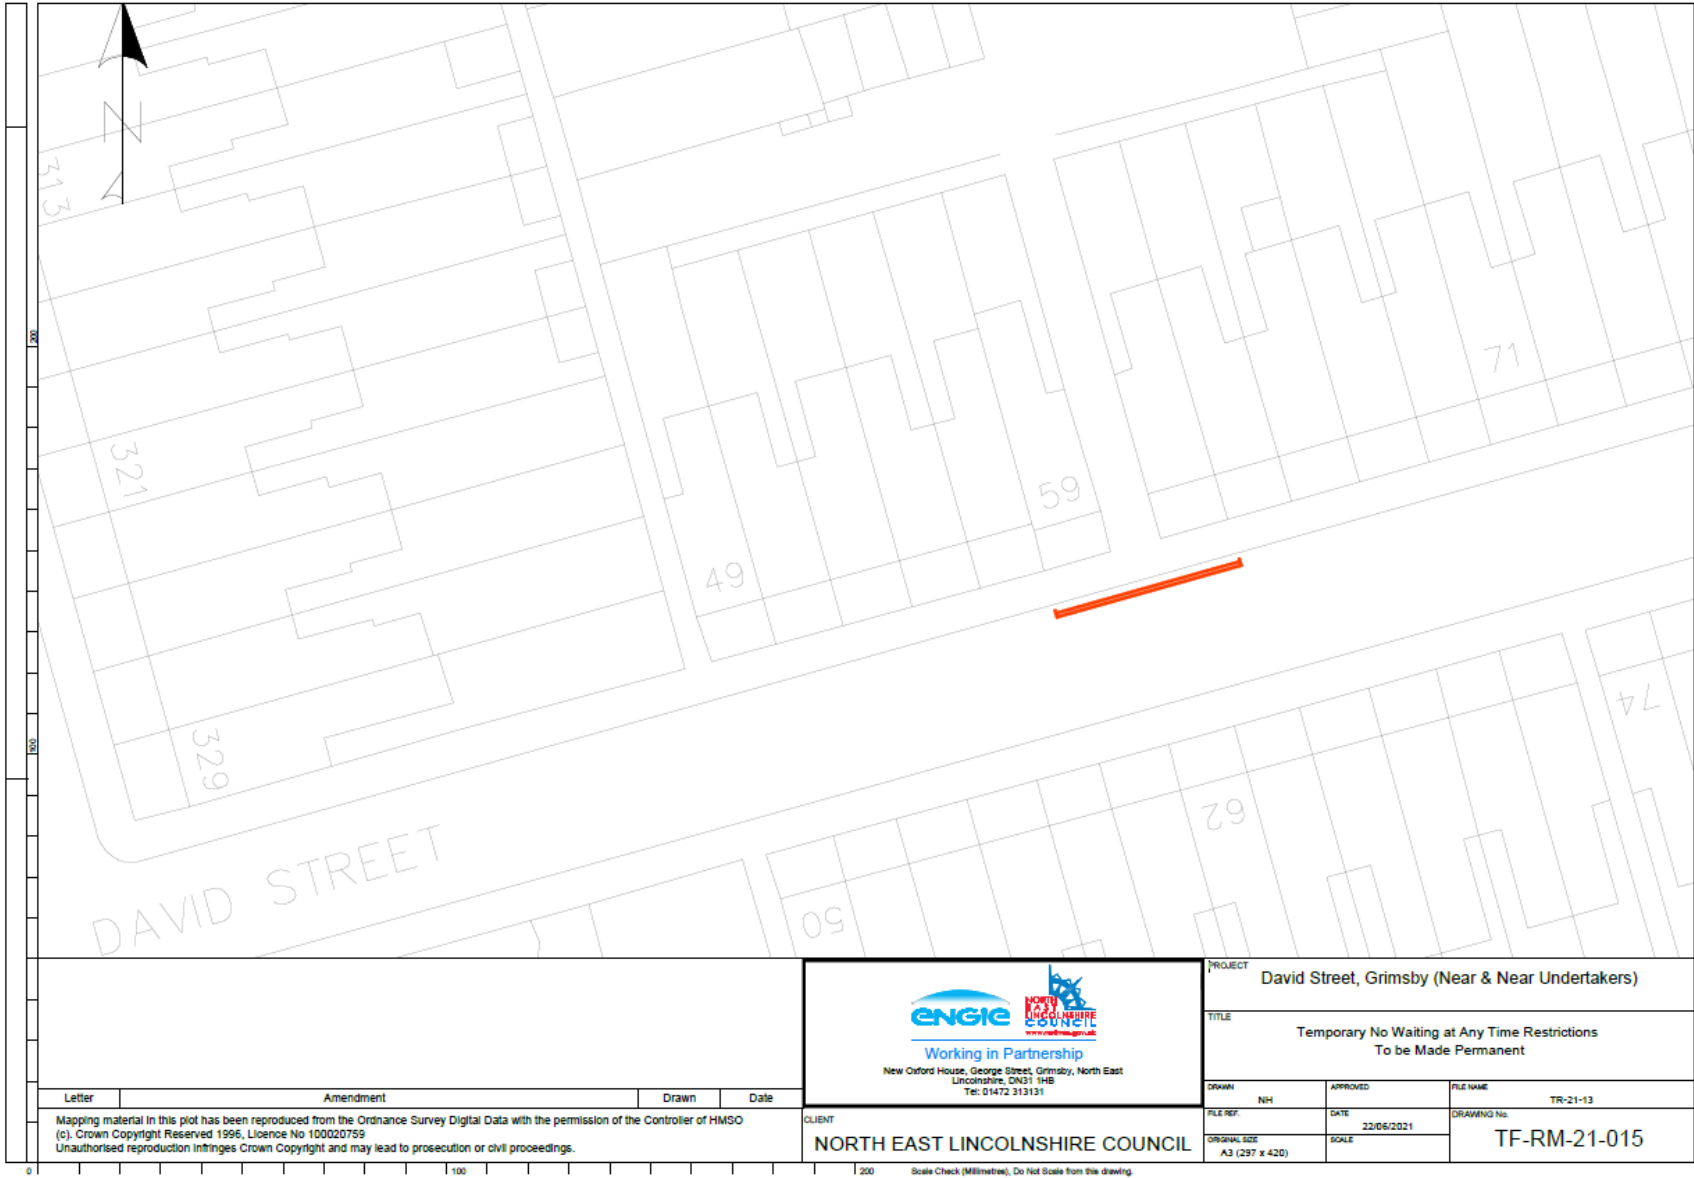 N
313
321
329
49
59
71
74
62
50
DAVID STREET
200
100
0
100
200
Scale Check (Millimetres), Do Not Scale from this drawing.
Letter
Amendment
Drawn
Date
Mapping material in this plot has been reproduced from the Ordnance Survey Digital Data with the permission of the Controller of HMSO
(c). Crown Copyright Reserved 1996, Licence No 100020759
Unauthorised reproduction infringes Crown Copyright and may lead to prosecution or civil proceedings.
ENGIE
NORTH
EAST
LINCOLNSHIRE
COUNCIL
Working in Partnership
New Oxford House, George Street, Grimsby, North East
Lincolnshire, DN31 1HB
Tel: 01472 313131
CLIENT
NORTH EAST LINCOLNSHIRE COUNCIL
PROJECT
David Street, Grimsby (Near & Near Undertakers)
TITLE
Temporary No Waiting at Any Time Restrictions
To be Made Permanent
DRAWN
NH
APPROVED
FILE NAME
TR-21-13
FILE REF.
DATE
22/06/2021
DRAWING No.
TF-RM-21-015
ORIGINAL SIZE
A3 (297 x 420)
SCALE